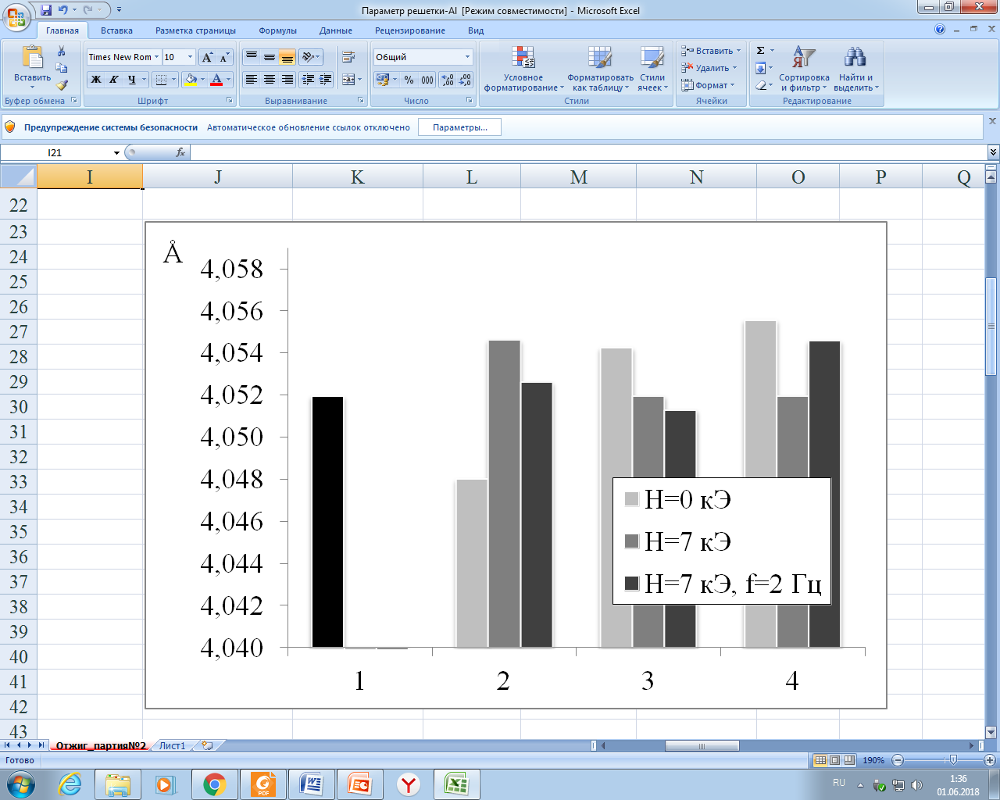 Параметр решетки-Al  [Режим совместимости] - Microsoft Excel
Главная Вставка Разметка страницы Формулы Данные Рецензирование Вид
Times New Rom 10 Общий Вставить
Вставить Ж К Ч А % 000 Условное форматирование Форматировать как таблицу Стили ячеек Удалить Формат Σ Сортировка и фильтр Найти и выделить
Буфер обмена Шрифт Выравнивание Число Стили Ячейки Редактирование
Предупреждение системы безопасности Автоматическое обновление ссылок отключено Параметры...
I21 fx
I J K L M N O P Q
22
23
24
25
26
27
28
29
30
31
32
33
34
35
36
37
38
39
40
41
42
43
Å
4,058
4,056
4,054
4,052
4,050
4,048
4,046
4,044
4,042
4,040
1 2 3 4
H=0 кЭ
H=7 кЭ
H=7 кЭ, f=2 Гц
Отжиг_партия№2 Лист1
Готово 190%
PDF RU 1:36
01.06.2018